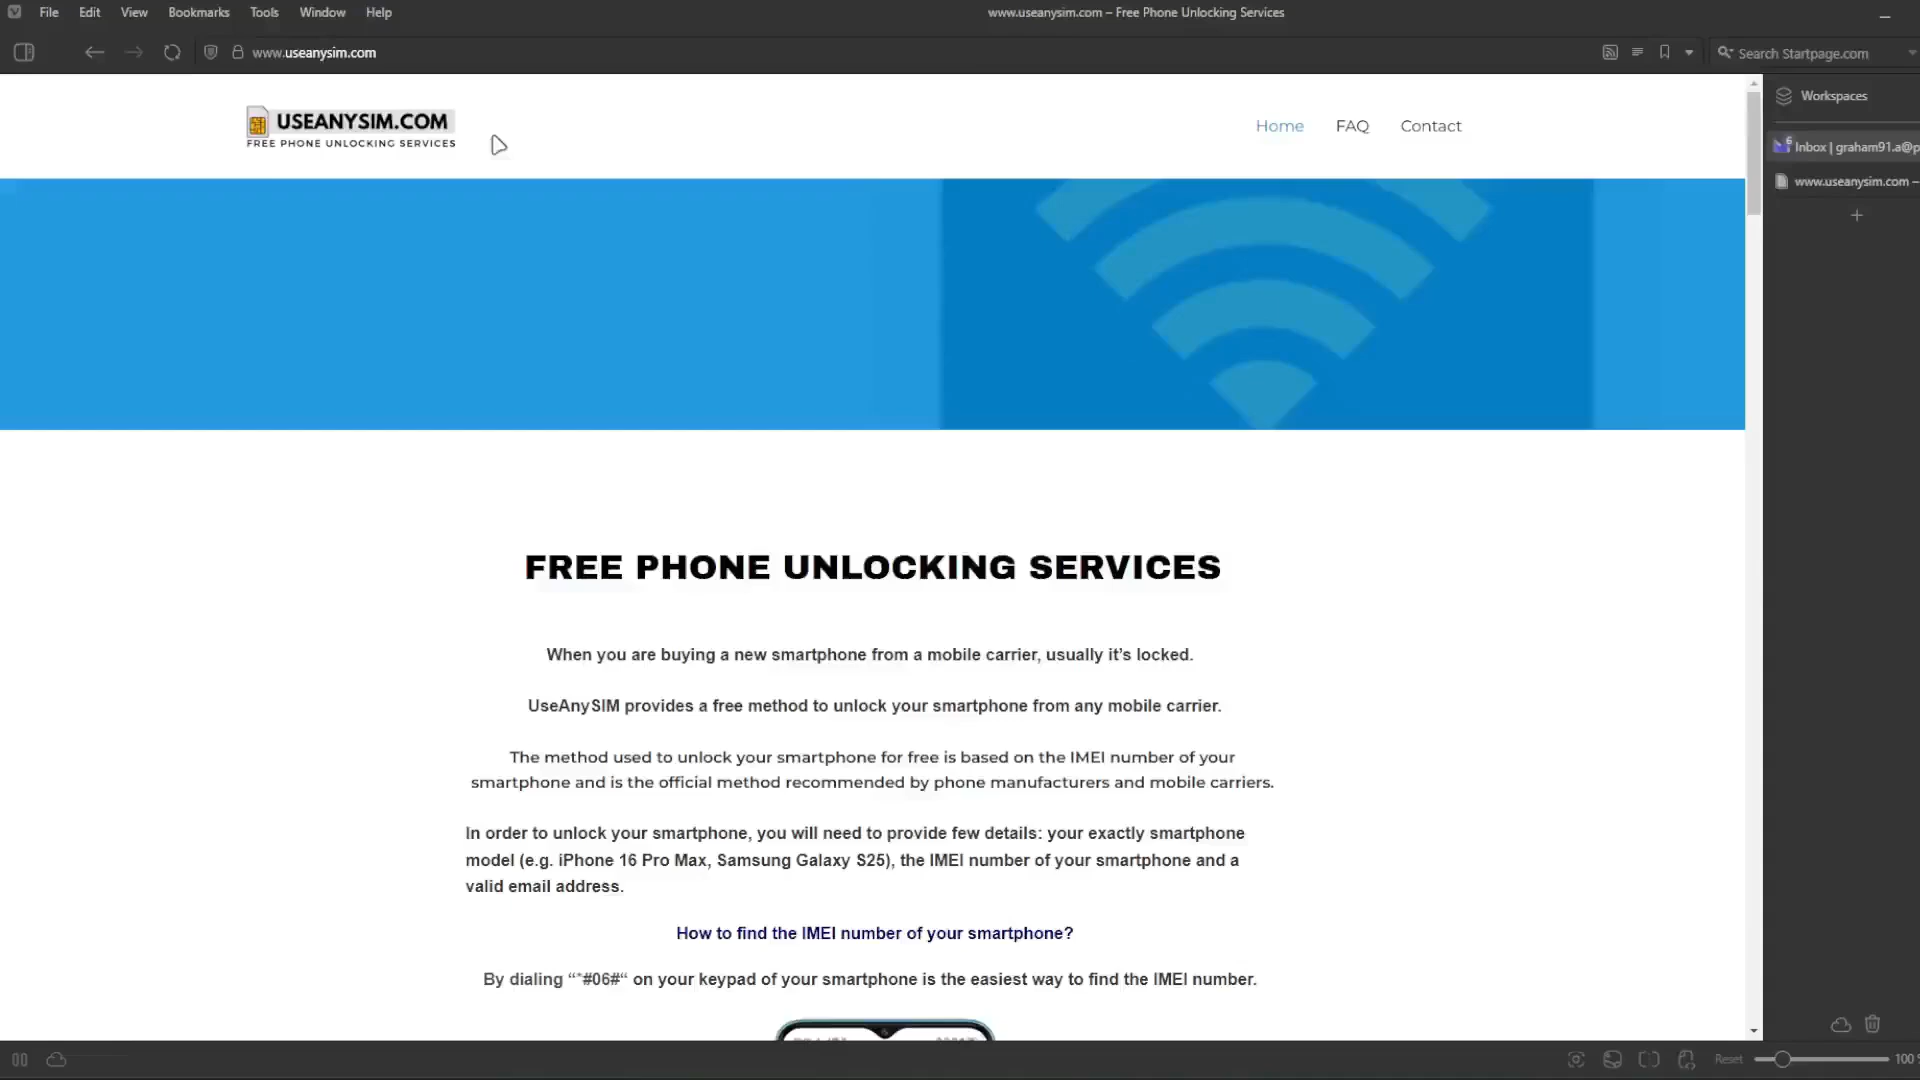 File Edit View Bookmarks Tools Window Help
www.useanysim.com – Free Phone Unlocking Services
www.useanysim.com
Search Startpage.com
USEANYSIM.COM
FREE PHONE UNLOCKING SERVICES
Home FAQ Contact
Workspaces
6
Inbox | graham91.a@p
www.useanysim.com –
FREE PHONE UNLOCKING SERVICES
When you are buying a new smartphone from a mobile carrier, usually it’s locked.
UseAnySIM provides a free method to unlock your smartphone from any mobile carrier.
The method used to unlock your smartphone for free is based on the IMEI number of your
smartphone and is the official method recommended by phone manufacturers and mobile carriers.
In order to unlock your smartphone, you will need to provide few details: your exactly smartphone
model (e.g. iPhone 16 Pro Max, Samsung Galaxy S25), the IMEI number of your smartphone and a
valid email address.
How to find the IMEI number of your smartphone?
By dialing “*#06#“ on your keypad of your smartphone is the easiest way to find the IMEI number.
Reset 100 %